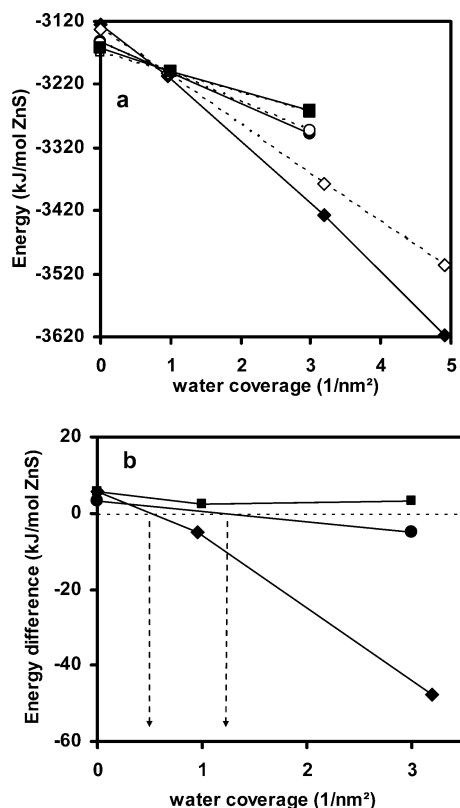 -3120
-3220
-3320
-3420
-3520
-3620
Energy (kJ/mol ZnS)
a
0 1 2 3 4 5
water coverage (1/nm²)
20
0
-20
-40
-60
Energy difference (kJ/mol ZnS)
b
0 1 2 3
water coverage (1/nm²)